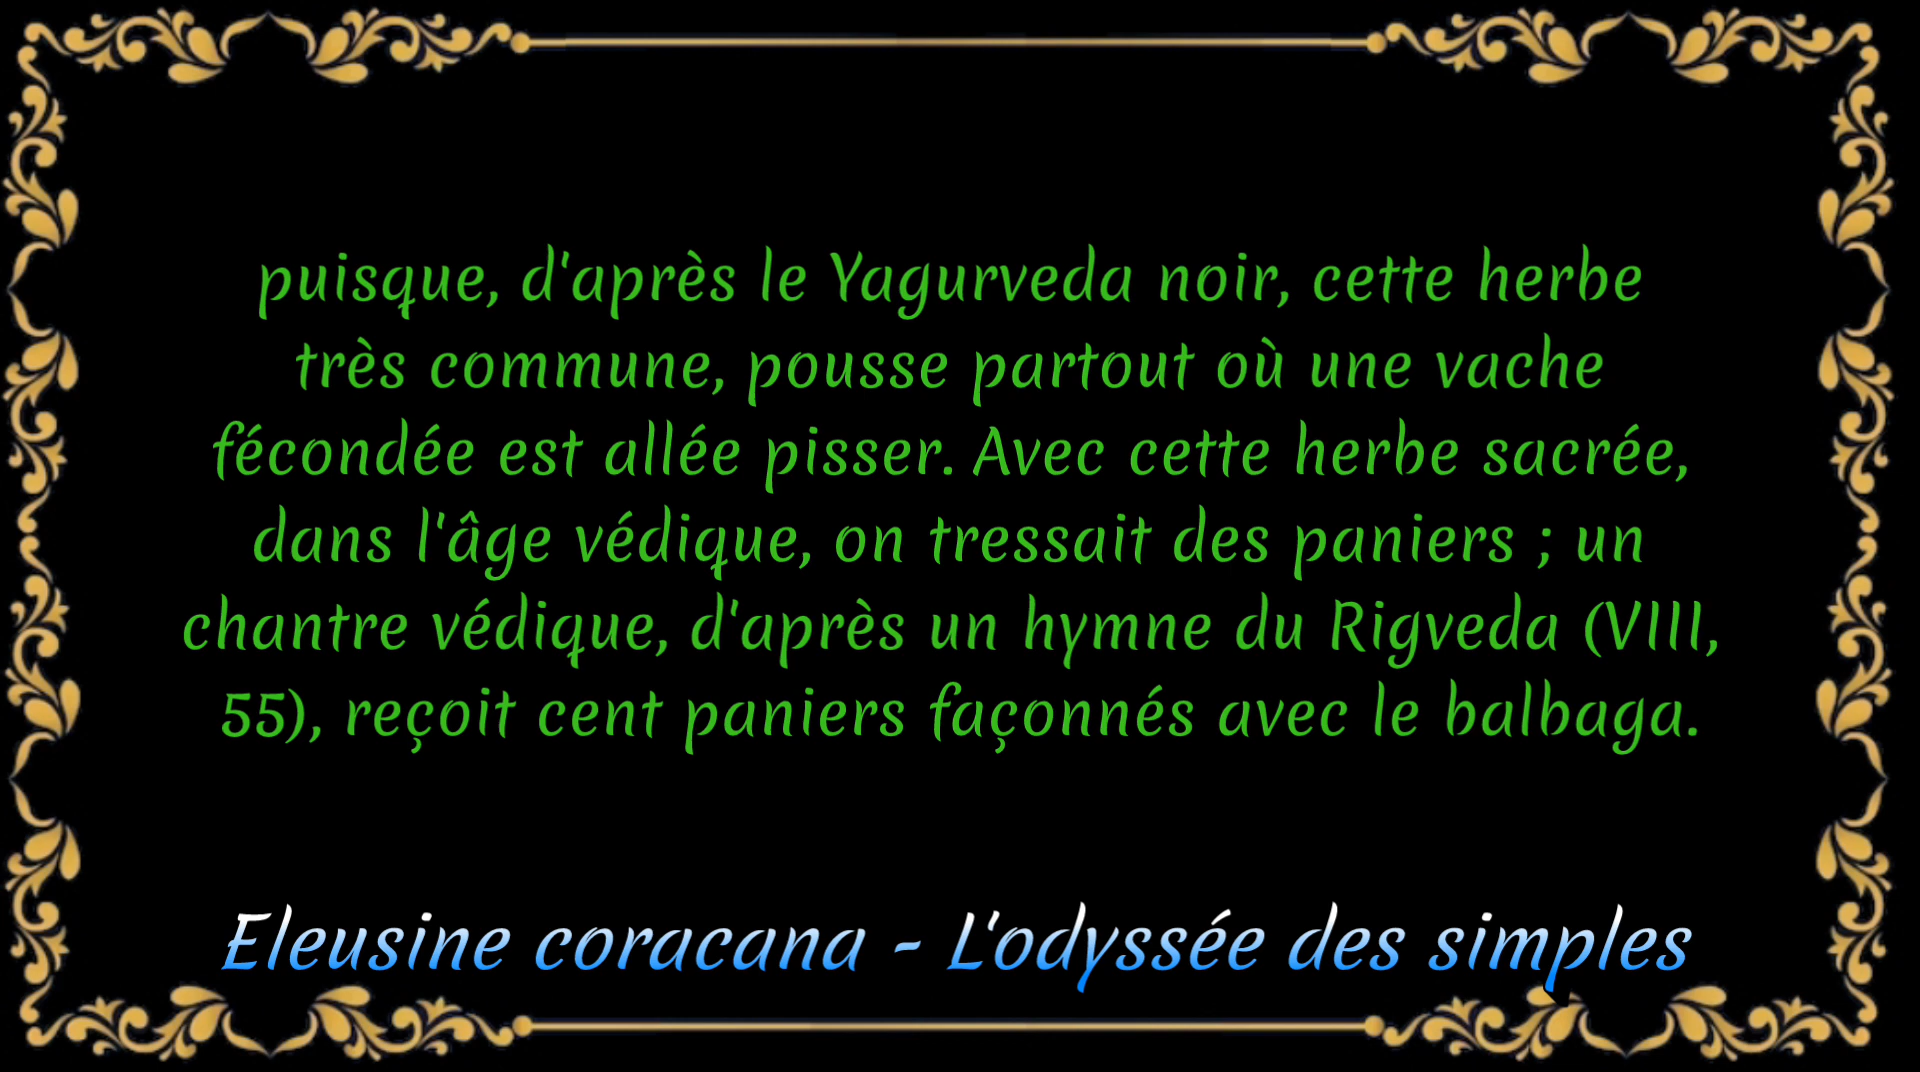 puisque, d'après le Yagurveda noir, cette herbe
très commune, pousse partout où une vache
fécondée est allée pisser. Avec cette herbe sacrée,
dans l'âge védique, on tressait des paniers ; un
chantre védique, d'après un hymne du Rigveda (VIII,
55), reçoit cent paniers façonnés avec le balbaga.
Eleusine coracana - L'odyssée des simples